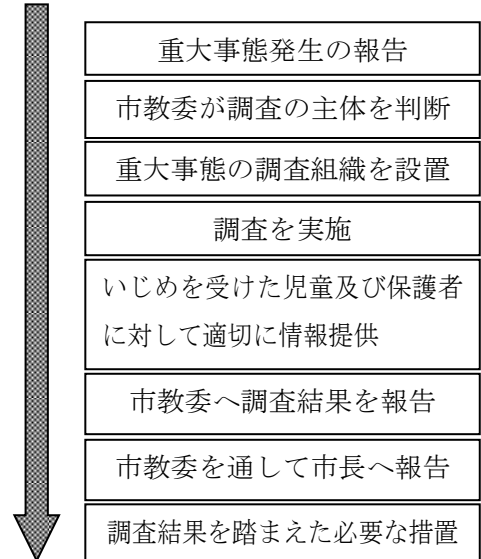 重大事態発生の報告
市教委が調査の主体を判断
重大事態の調査組織を設置
調査を実施
いじめを受けた児童及び保護者
に対して適切に情報提供
市教委へ調査結果を報告
市教委を通して市長へ報告
調査結果を踏まえた必要な措置